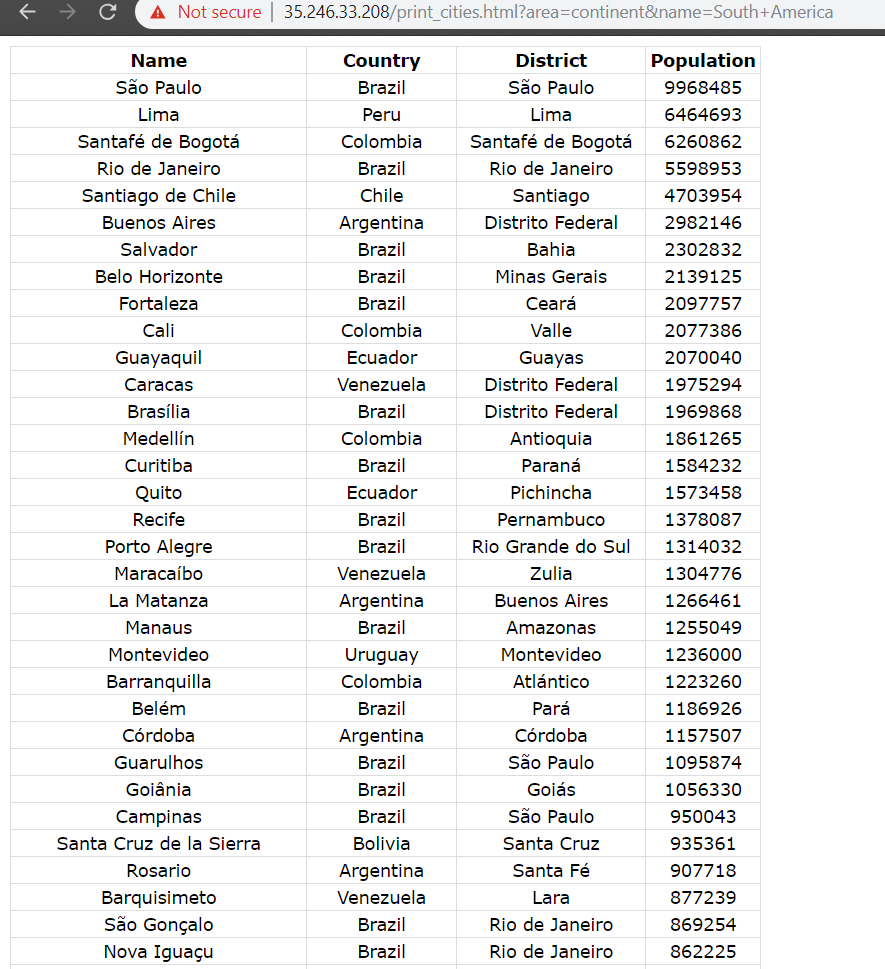 Not secure | 35.246.33.208/print_cities.html?area=continent&name=South+America
Name Country District Population
São Paulo Brazil São Paulo 9968485
Lima Peru Lima 6464693
Santafé de Bogotá Colombia Santafé de Bogotá 6260862
Rio de Janeiro Brazil Rio de Janeiro 5598953
Santiago de Chile Chile Santiago 4703954
Buenos Aires Argentina Distrito Federal 2982146
Salvador Brazil Bahia 2302832
Belo Horizonte Brazil Minas Gerais 2139125
Fortaleza Brazil Ceará 2097757
Cali Colombia Valle 2077386
Guayaquil Ecuador Guayas 2070040
Caracas Venezuela Distrito Federal 1975294
Brasília Brazil Distrito Federal 1969868
Medellín Colombia Antioquia 1861265
Curitiba Brazil Paraná 1584232
Quito Ecuador Pichincha 1573458
Recife Brazil Pernambuco 1378087
Porto Alegre Brazil Rio Grande do Sul 1314032
Maracaíbo Venezuela Zulia 1304776
La Matanza Argentina Buenos Aires 1266461
Manaus Brazil Amazonas 1255049
Montevideo Uruguay Montevideo 1236000
Barranquilla Colombia Atlántico 1223260
Belém Brazil Pará 1186926
Córdoba Argentina Córdoba 1157507
Guarulhos Brazil São Paulo 1095874
Goiânia Brazil Goiás 1056330
Campinas Brazil São Paulo 950043
Santa Cruz de la Sierra Bolivia Santa Cruz 935361
Rosario Argentina Santa Fé 907718
Barquisimeto Venezuela Lara 877239
São Gonçalo Brazil Rio de Janeiro 869254
Nova Iguaçu Brazil Rio de Janeiro 862225